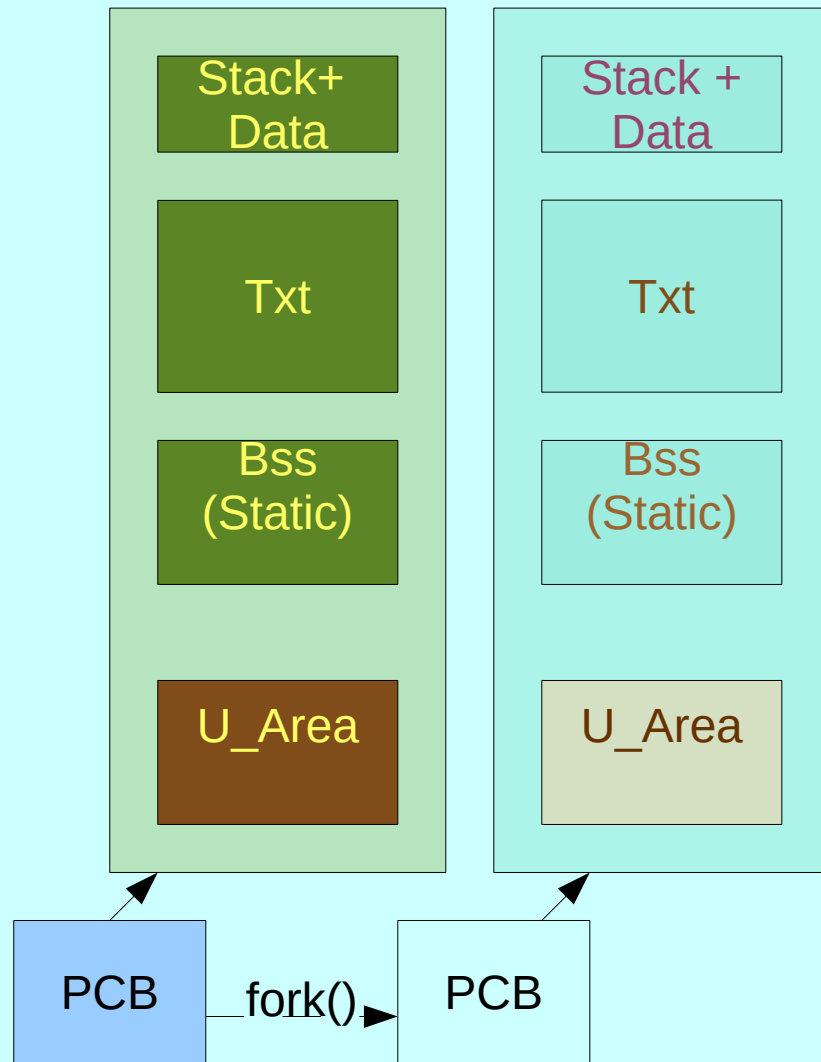 Stack+
Data
Txt
Bss
(Static)
U_Area
PCB
fork()
Stack +
Data
Txt
Bss
(Static)
U_Area
PCB